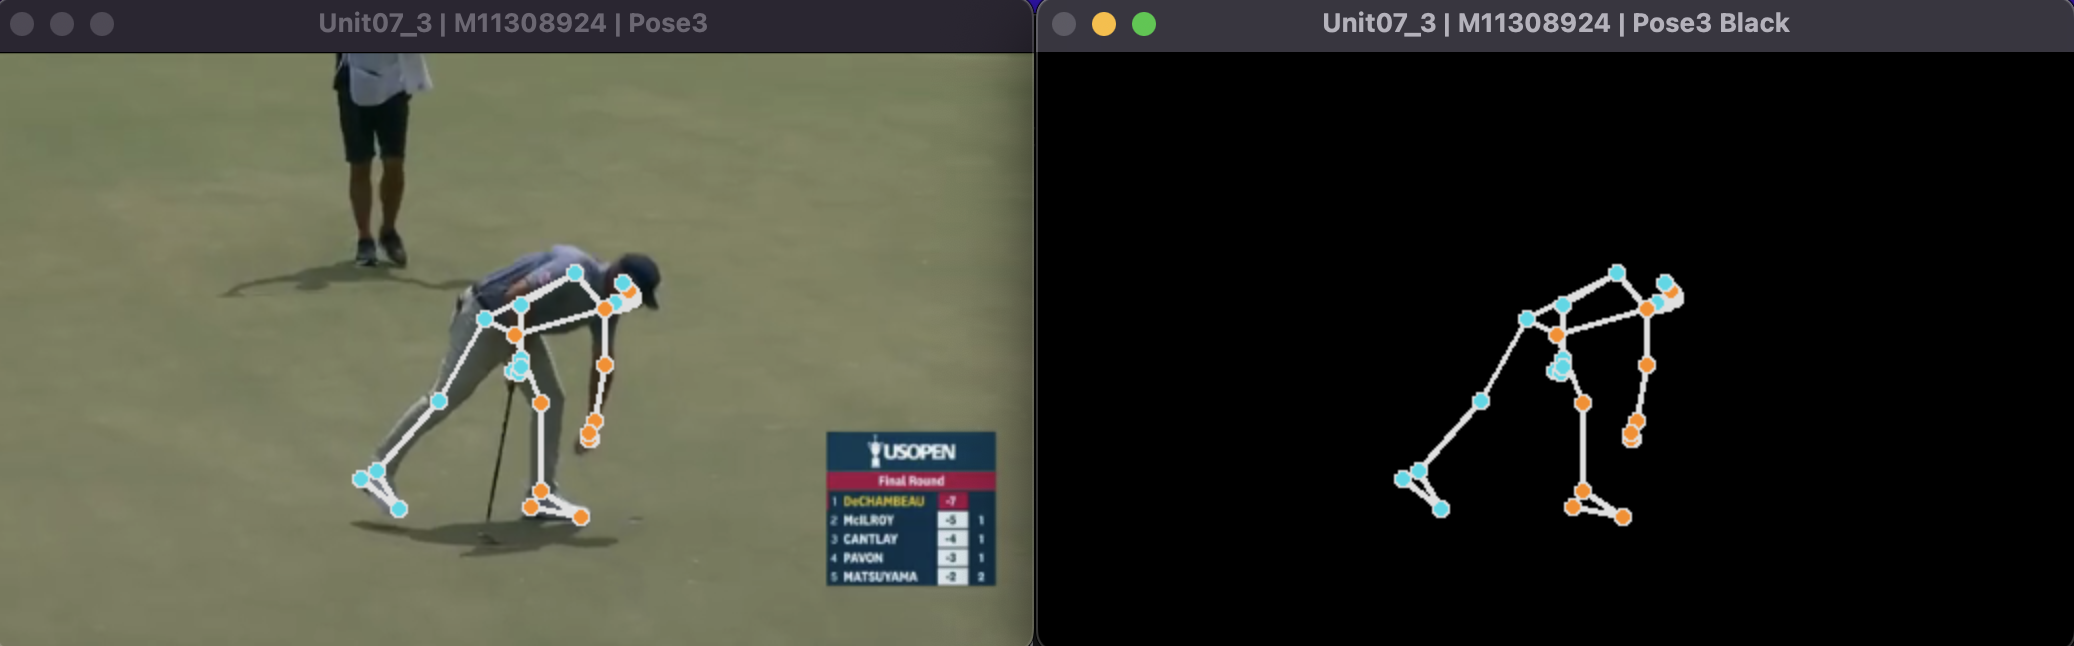 Unit07_3 | M11308924 | Pose3
Unit07_3 | M11308924 | Pose3 Black
USOPEN
Final Round
1 DeCHAMBEAU -7
2 McILROY -5 1
3 CANTLAY -4 1
4 PAVON -3 1
5 MATSUYAMA -2 2